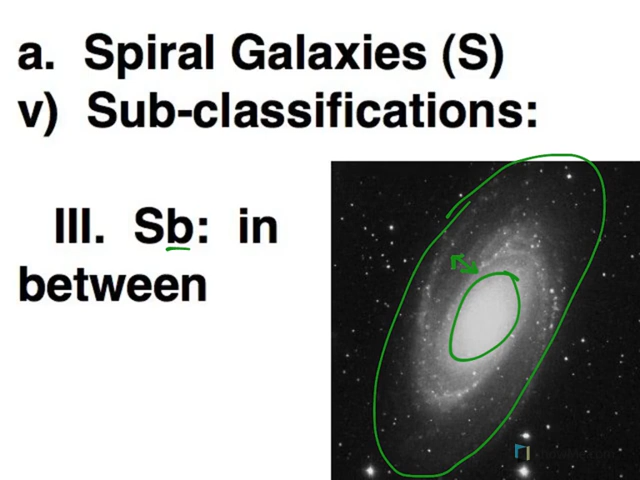 a. Spiral Galaxies (S)
v) Sub-classifications:
III. Sb: in
between